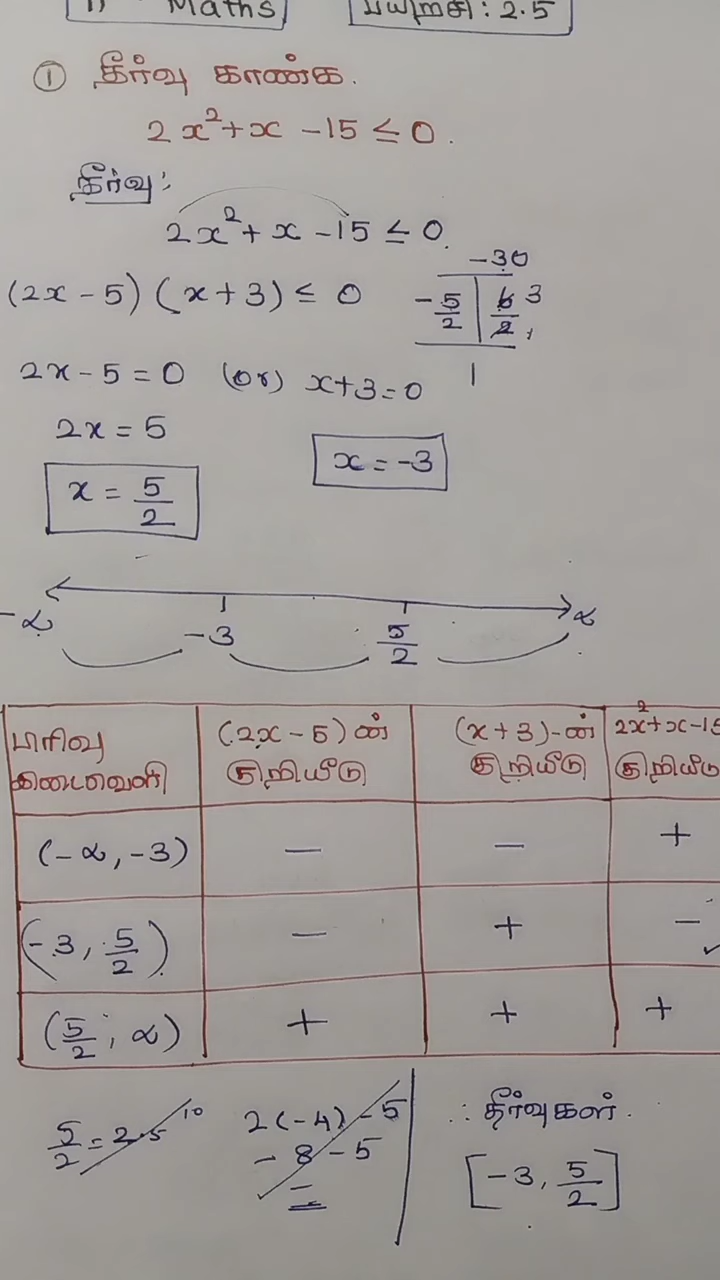 Maths பயிற்சி : 2.5
① தீர்வு காண்க.
2x² + x - 15 ≤ 0.
தீர்வு :
2x² + x - 15 ≤ 0.
-30
(2x - 5) (x + 3) ≤ 0 -5/2 | 6/2 3 1
2x - 5 = 0 (or) x + 3 = 0 1
2x = 5 x = -3
x = 5/2
-∝ -3 5/2 ∝
பிரிவு இடைவெளி (2x - 5) ன் குறியீடு (x + 3) - ன் குறியீடு 2x² + x - 15 குறியீடு
(-∝, -3) - - +
(-3, 5/2) - + - ✓
(5/2, ∝) + + +
5/2 = 2.5 10 2(-4) - 5 ∴ தீர்வுகள்.
- 8 - 5 [-3, 5/2]
-